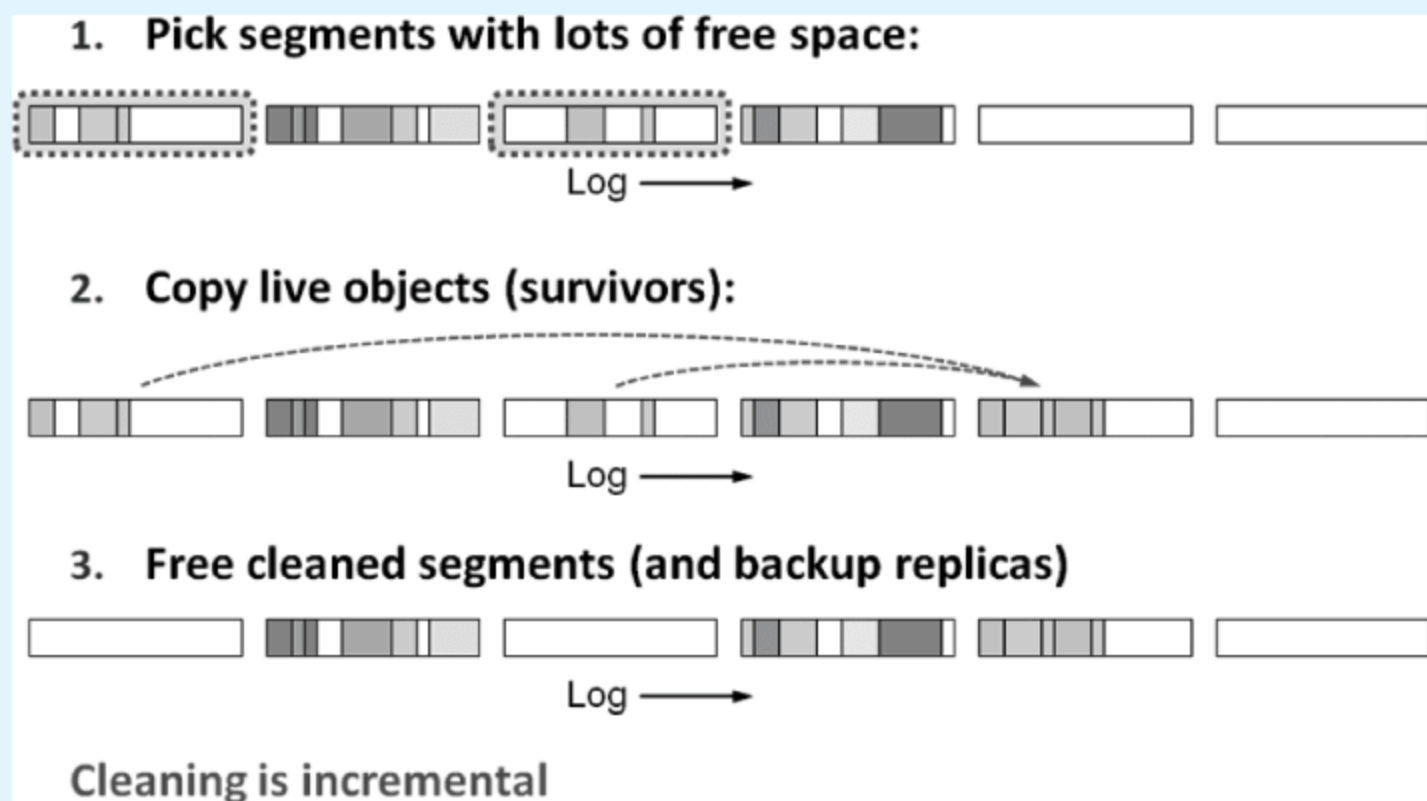 1. Pick segments with lots of free space:
Log
2. Copy live objects (survivors):
Log
3. Free cleaned segments (and backup replicas)
Log
Cleaning is incremental